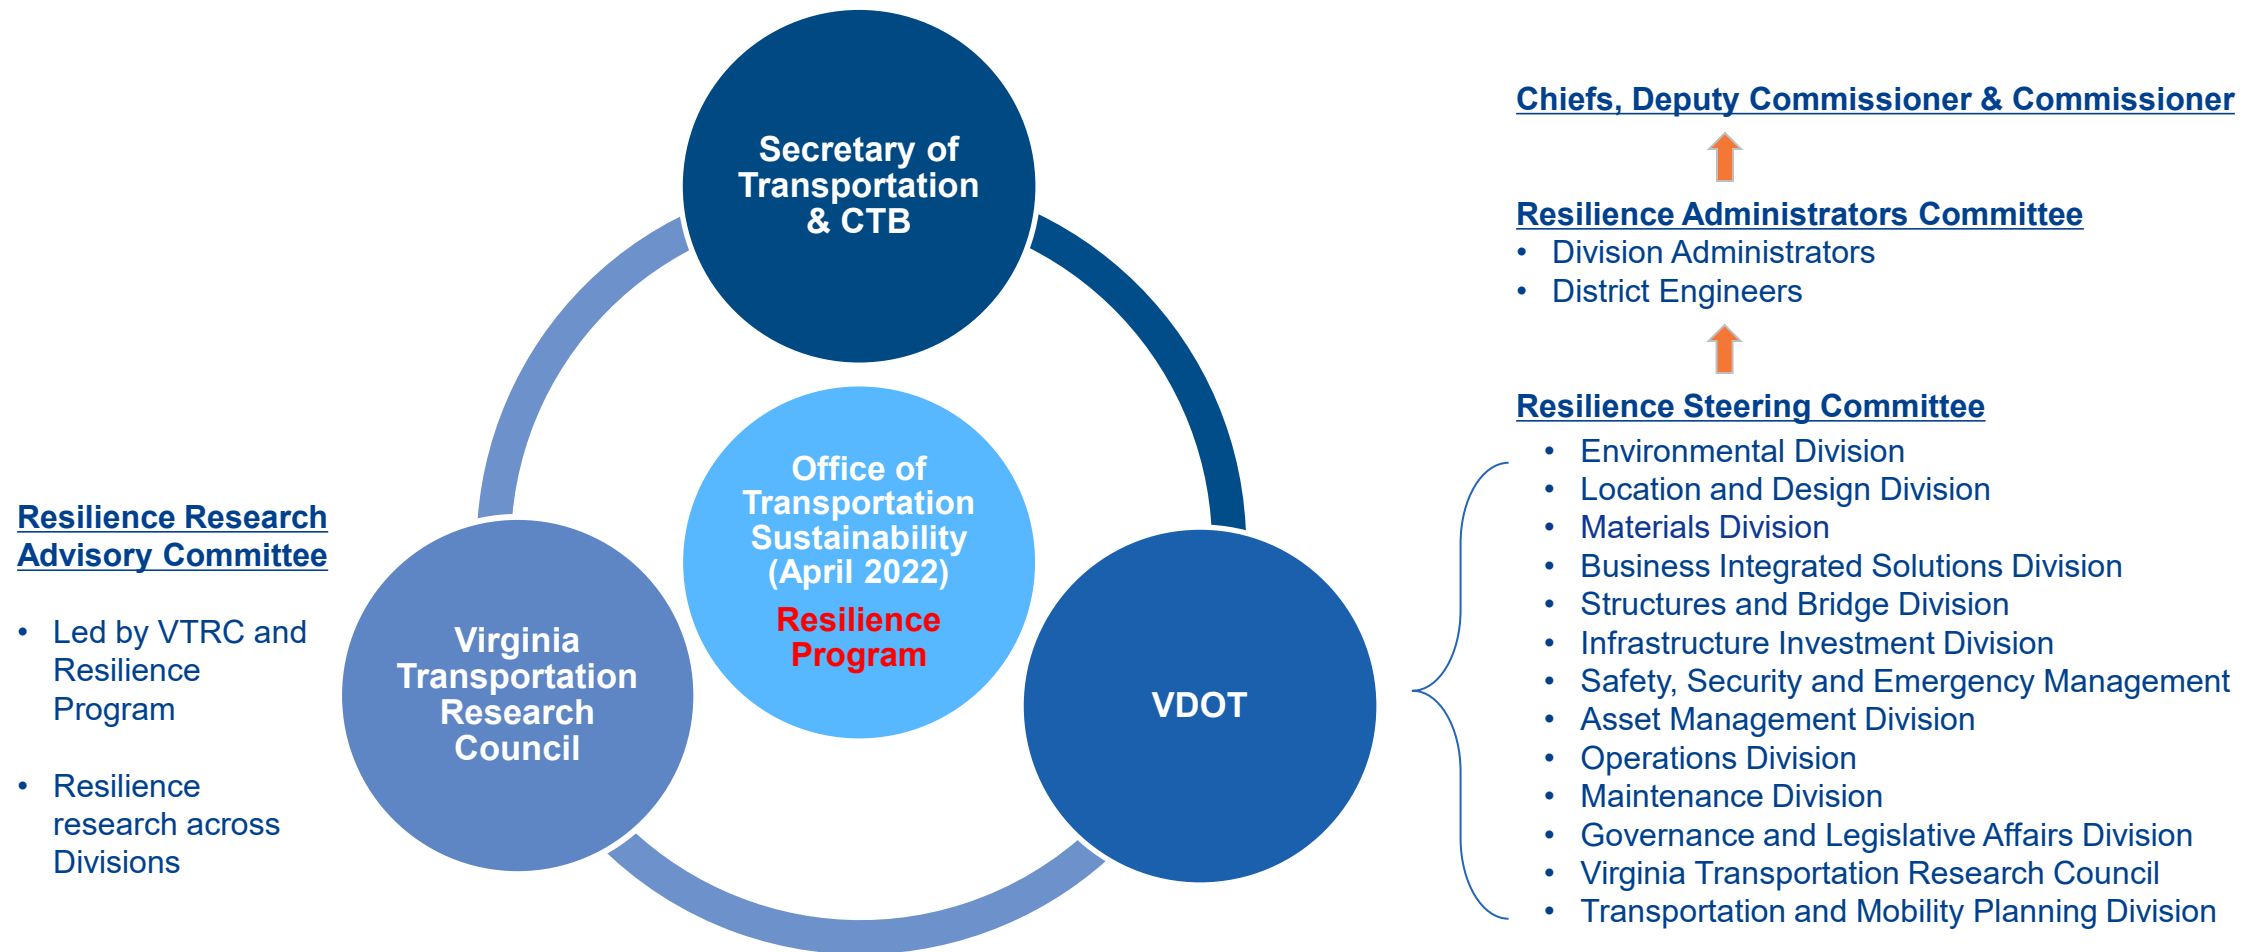 Secretary of
Transportation
& CTB
Office of
Transportation
Sustainability
(April 2022)
Resilience
Program
Virginia
Transportation
Research
Council
VDOT
Resilience Research
Advisory Committee
• Led by VTRC and
Resilience
Program
• Resilience
research across
Divisions
Chiefs, Deputy Commissioner & Commissioner
Resilience Administrators Committee
• Division Administrators
• District Engineers
Resilience Steering Committee
• Environmental Division
• Location and Design Division
• Materials Division
• Business Integrated Solutions Division
• Structures and Bridge Division
• Infrastructure Investment Division
• Safety, Security and Emergency Management
• Asset Management Division
• Operations Division
• Maintenance Division
• Governance and Legislative Affairs Division
• Virginia Transportation Research Council
• Transportation and Mobility Planning Division